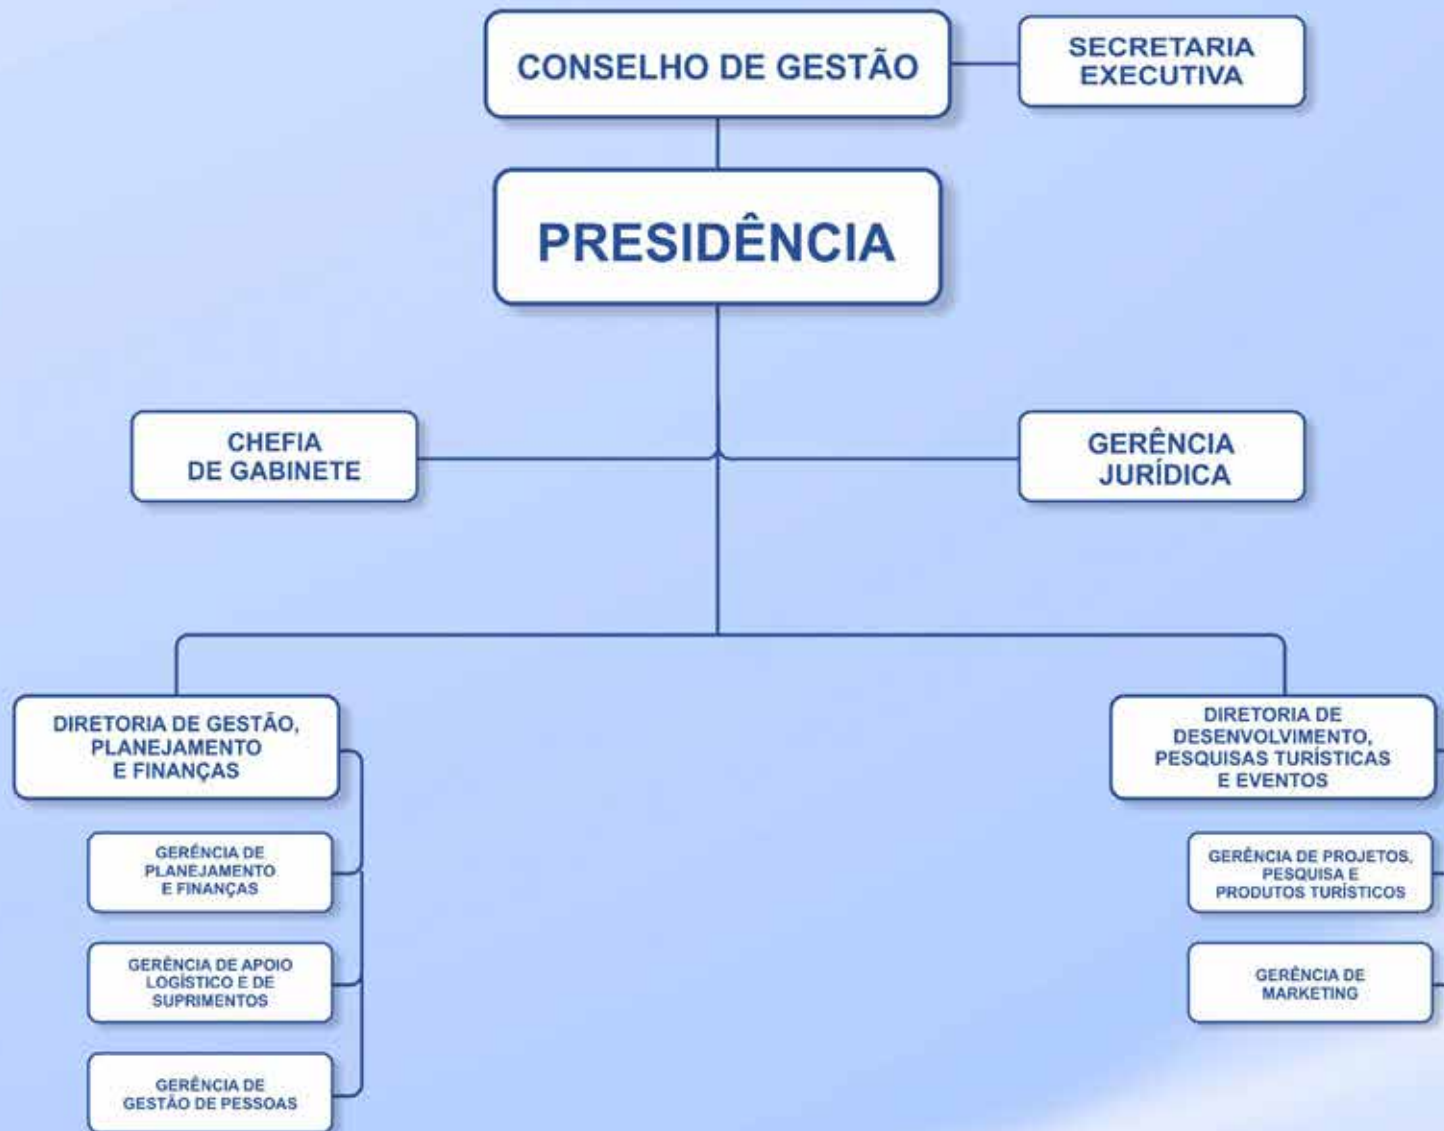 CONSELHO DE GESTÃO
SECRETARIA
EXECUTIVA
PRESIDÊNCIA
CHEFIA
DE GABINETE
GERÊNCIA
JURÍDICA
DIRETORIA DE GESTÃO,
PLANEJAMENTO
E FINANÇAS
GERÊNCIA DE
PLANEJAMENTO
E FINANÇAS
GERÊNCIA DE APOIO
LOGÍSTICO E DE
SUPRIMENTOS
GERÊNCIA DE
GESTÃO DE PESSOAS
DIRETORIA DE
DESENVOLVIMENTO,
PESQUISAS TURÍSTICAS
E EVENTOS
GERÊNCIA DE PROJETOS,
PESQUISA E
PRODUTOS TURÍSTICOS
GERÊNCIA DE
MARKETING